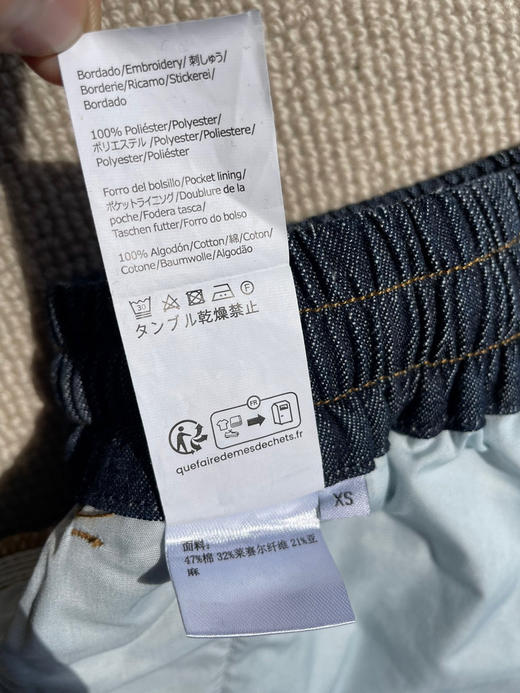 Bordado/Embroidery/刺しゅう/
Borderie/Ricamo/Stickerei/
Bordado
100% Poliéster/Polyester/
ポリエステル/Polyester/Poliestere/
Polyester/Poliéster
Forro del bolsillo/Pocket lining/
ポケットライニング/Doublure de la
poche/Fodera tasca/
Taschen futter/Forro do bolso
100% Algodón/Cotton/綿/Coton/
Cotone/Baumwolle/Algodão
30
F
タンブル乾燥禁止
FR
quefairedemesdechets.fr
XS
面料:
47%棉 32%莱赛尔纤维 21%亚
麻